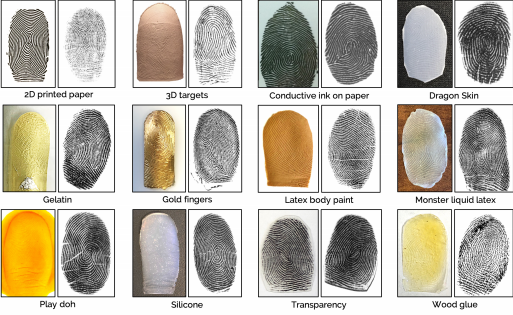 2D printed paper
3D targets
Conductive ink on paper
Dragon Skin
Gelatin
Gold fingers
Latex body paint
Monster liquid latex
Play doh
Silicone
Transparency
Wood glue